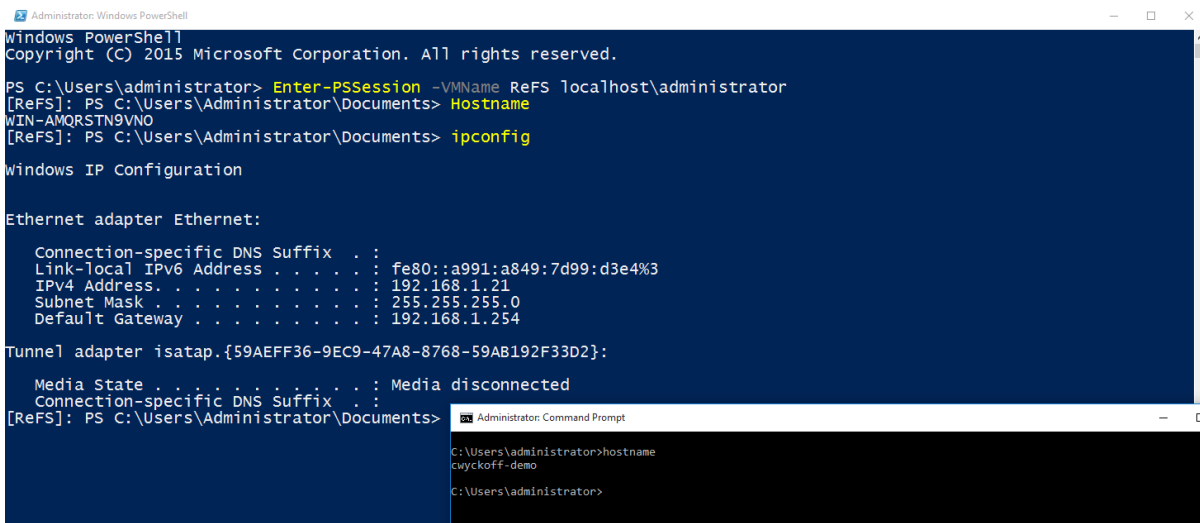 Administrator: Windows PowerShell
Windows PowerShell
Copyright (C) 2015 Microsoft Corporation. All rights reserved.
PS C:\Users\administrator> Enter-PSSession -VMName ReFS localhost\administrator
[ReFS]: PS C:\Users\Administrator\Documents> Hostname
WIN-AMQRSTN9VNO
[ReFS]: PS C:\Users\Administrator\Documents> ipconfig
Windows IP Configuration
Ethernet adapter Ethernet:
Connection-specific DNS Suffix . :
Link-local IPv6 Address . . . . . : fe80::a991:a849:7d99:d3e4%3
IPv4 Address. . . . . . . . . . . : 192.168.1.21
Subnet Mask . . . . . . . . . . . : 255.255.255.0
Default Gateway . . . . . . . . . : 192.168.1.254
Tunnel adapter isatap.{59AEFF36-9EC9-47A8-8768-59AB192F33D2}:
Media State . . . . . . . . . . . : Media disconnected
Connection-specific DNS Suffix . :
[ReFS]: PS C:\Users\Administrator\Documents>
Administrator: Command Prompt
C:\Users\administrator>hostname
cwyckoff-demo
C:\Users\administrator>